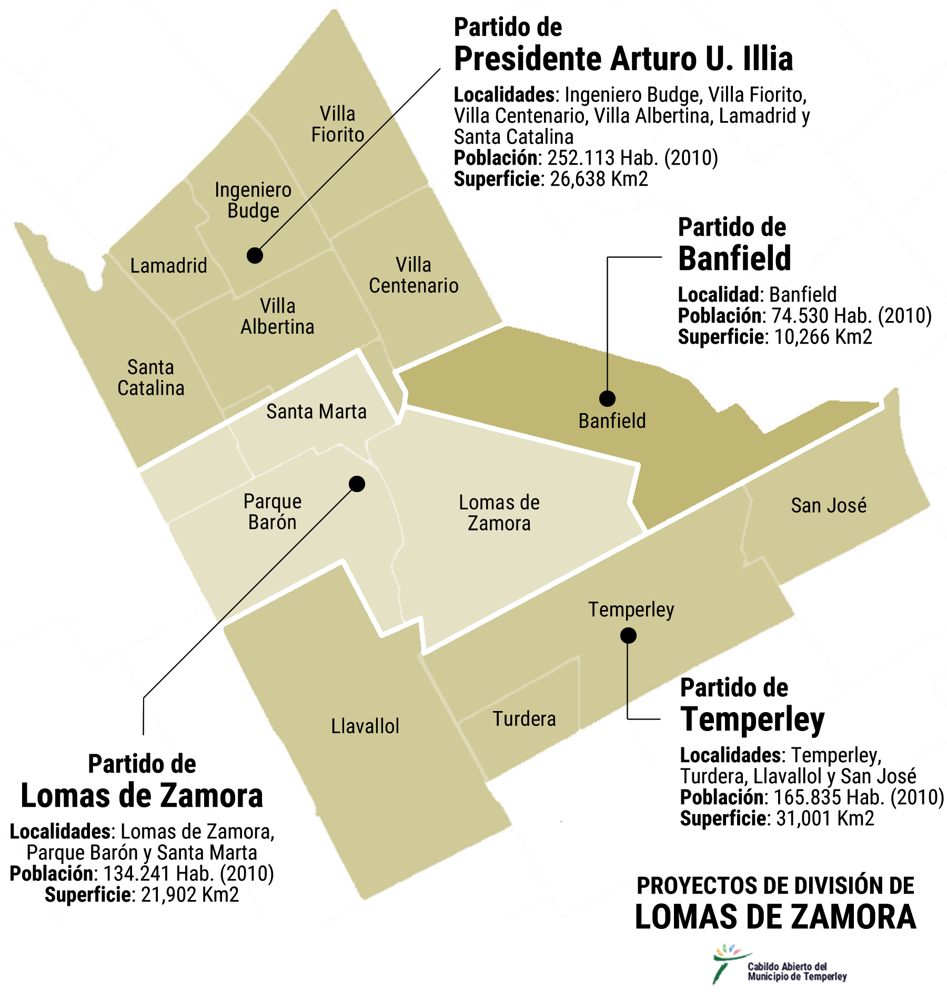 Partido de
Presidente Arturo U. Illia
Localidades: Ingeniero Budge, Villa Fiorito,
Villa Centenario, Villa Albertina, Lamadrid y
Santa Catalina
Población: 252.113 Hab. (2010)
Superficie: 26,638 Km2
Villa
Fiorito
Ingeniero
Budge
Lamadrid
Villa
Centenario
Villa
Albertina
Santa
Catalina
Partido de
Banfield
Localidad: Banfield
Población: 74.530 Hab. (2010)
Superficie: 10,266 Km2
Santa Marta
Banfield
Parque
Barón
Lomas de
Zamora
San José
Temperley
Llavallol
Turdera
Partido de
Temperley
Localidades: Temperley,
Turdera, Llavallol y San José
Población: 165.835 Hab. (2010)
Superficie: 31,001 Km2
Partido de
Lomas de Zamora
Localidades: Lomas de Zamora,
Parque Barón y Santa Marta
Población: 134.241 Hab. (2010)
Superficie: 21,902 Km2
PROYECTOS DE DIVISIÓN DE
LOMAS DE ZAMORA
Cabildo Abierto del
Municipio de Temperley